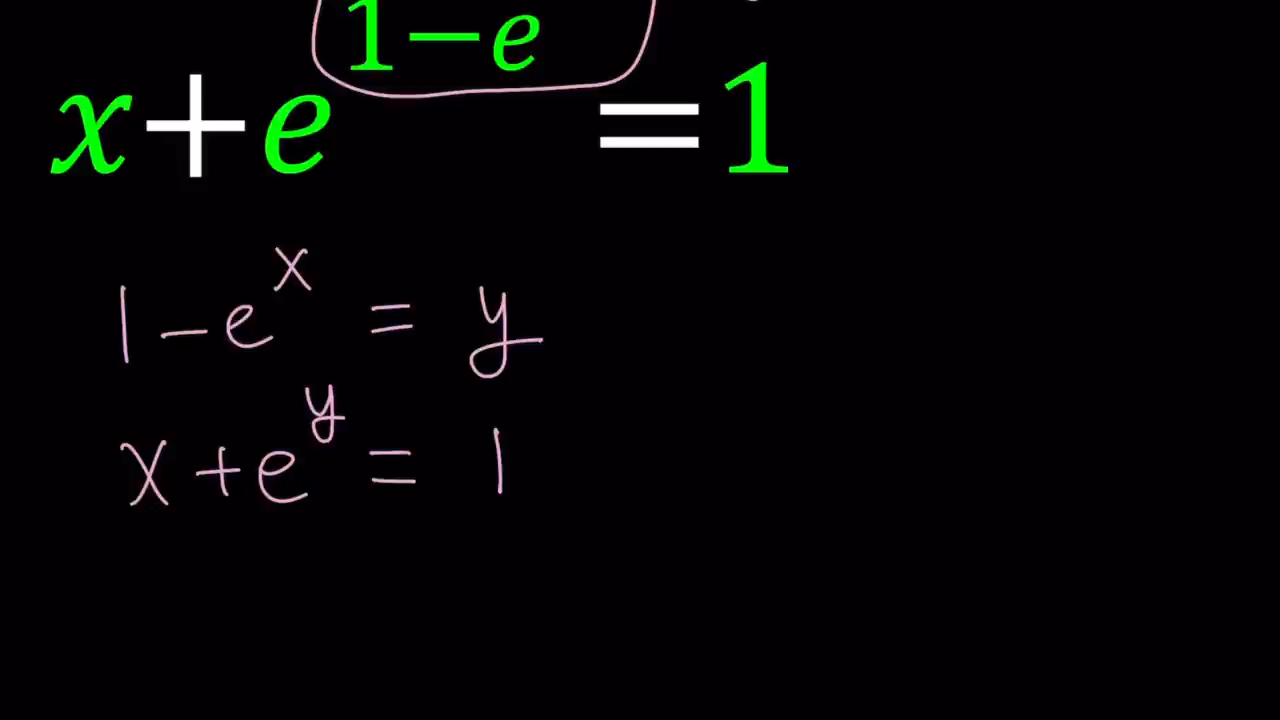 x+e^{1-e} =1
1-e^x = y
x+e^y = 1